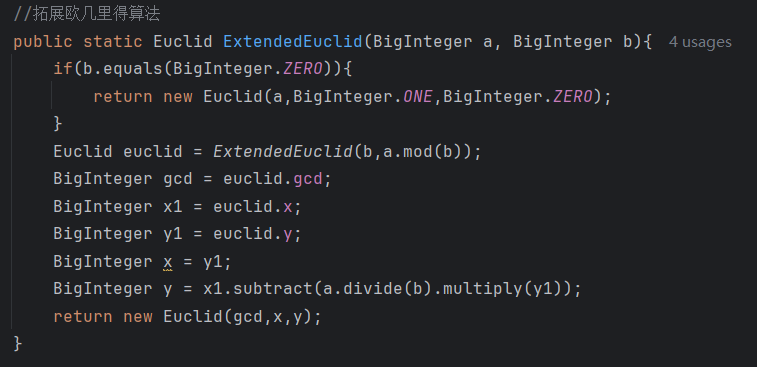 //拓展欧几里得算法
public static Euclid ExtendedEuclid(BigInteger a, BigInteger b){ 4 usages
    if(b.equals(BigInteger.ZERO)){
        return new Euclid(a,BigInteger.ONE,BigInteger.ZERO);
    }
    Euclid euclid = ExtendedEuclid(b,a.mod(b));
    BigInteger gcd = euclid.gcd;
    BigInteger x1 = euclid.x;
    BigInteger y1 = euclid.y;
    BigInteger x = y1;
    BigInteger y = x1.subtract(a.divide(b).multiply(y1));
    return new Euclid(gcd,x,y);
}